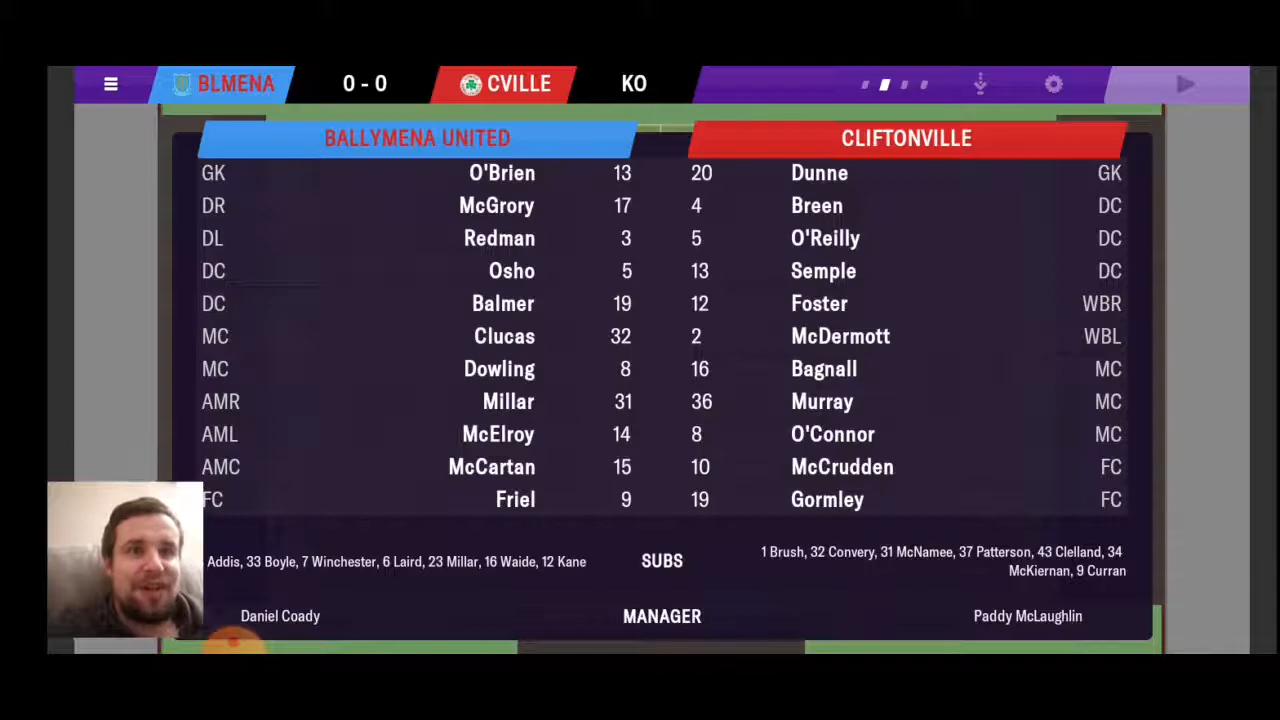 BLMENA 0 - 0 CVILLE KO
BALLYMENA UNITED CLIFTONVILLE
GK O'Brien 13 20 Dunne GK
DR McGrory 17 4 Breen DC
DL Redman 3 5 O'Reilly DC
DC Osho 5 13 Semple DC
DC Balmer 19 12 Foster WBR
MC Clucas 32 2 McDermott WBL
MC Dowling 8 16 Bagnall MC
AMR Millar 31 36 Murray MC
AML McElroy 14 8 O'Connor MC
AMC McCartan 15 10 McCrudden FC
FC Friel 9 19 Gormley FC
Addis, 33 Boyle, 7 Winchester, 6 Laird, 23 Millar, 16 Waide, 12 Kane SUBS 1 Brush, 32 Convery, 31 McNamee, 37 Patterson, 43 Clelland, 34
McKiernan, 9 Curran
Daniel Coady MANAGER Paddy McLaughlin